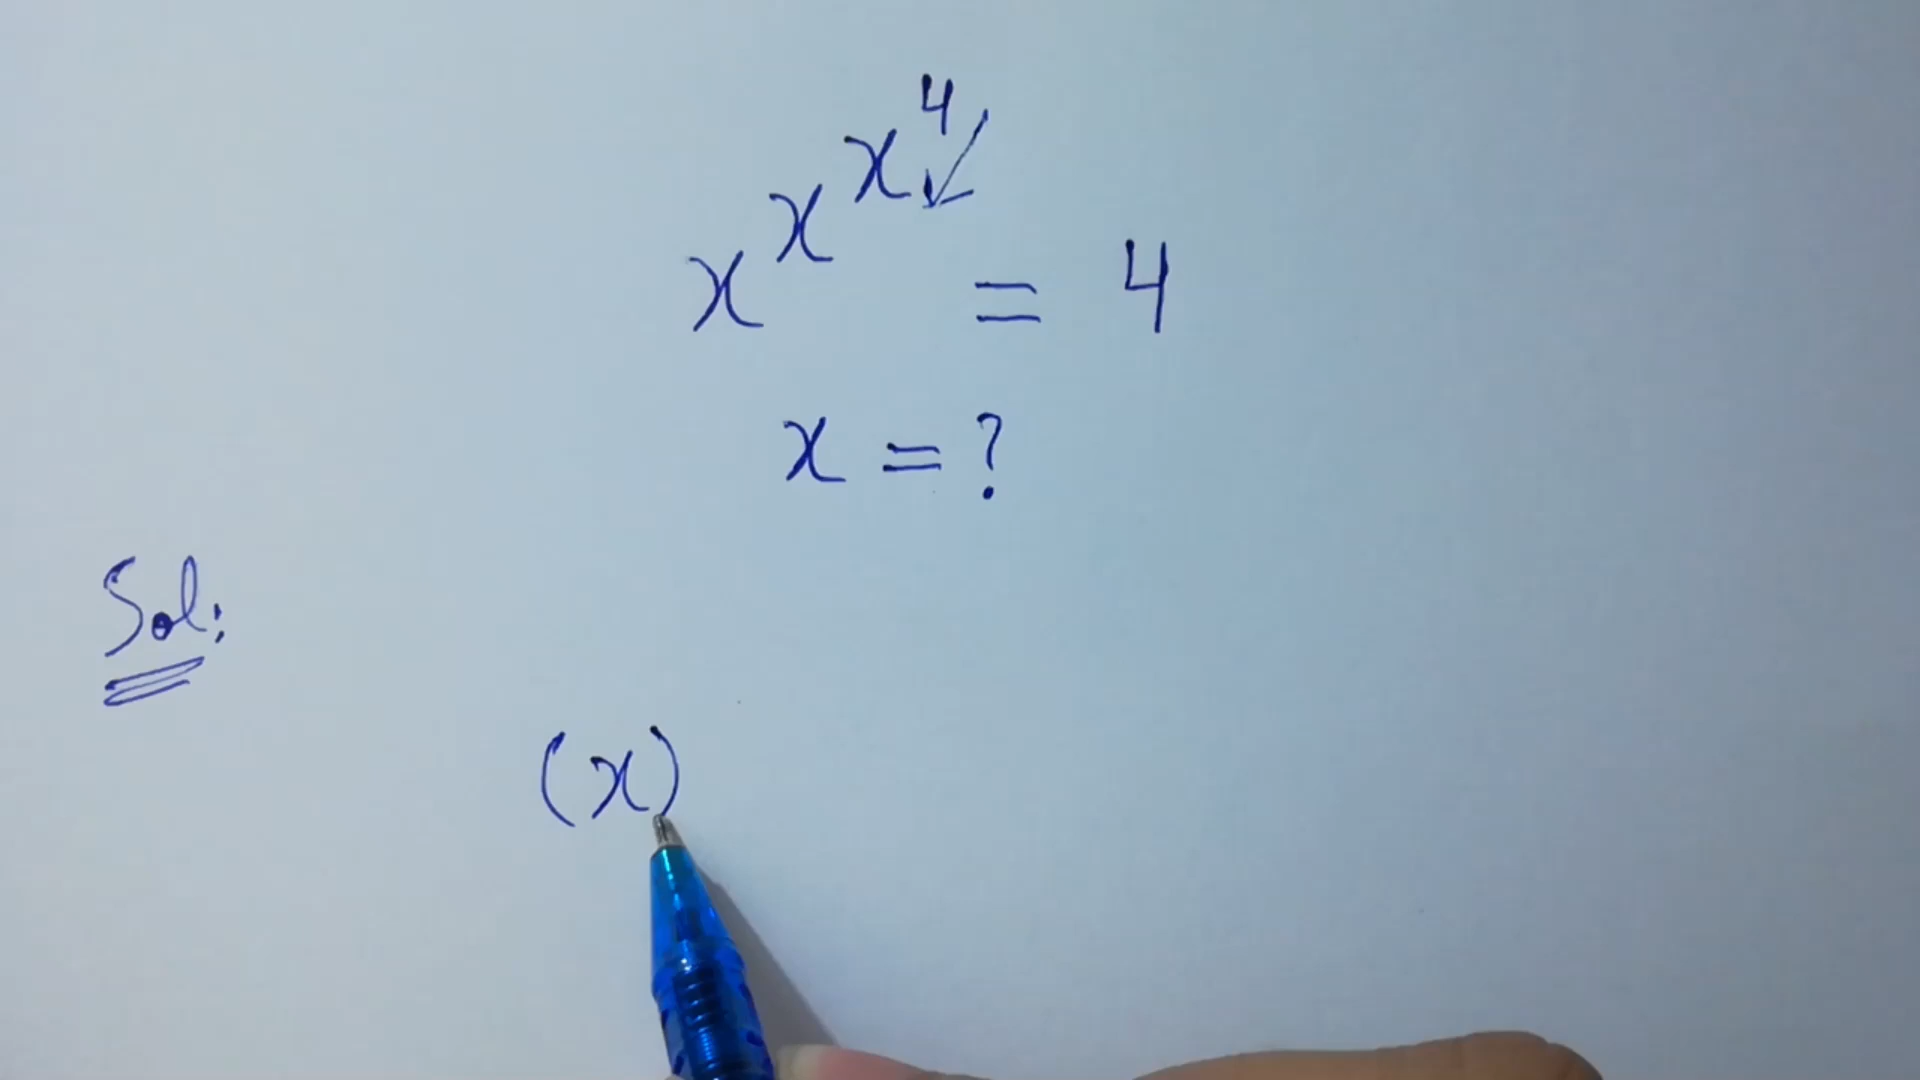 x^x^x^4 = 4
x = ?
Sol:
(x)